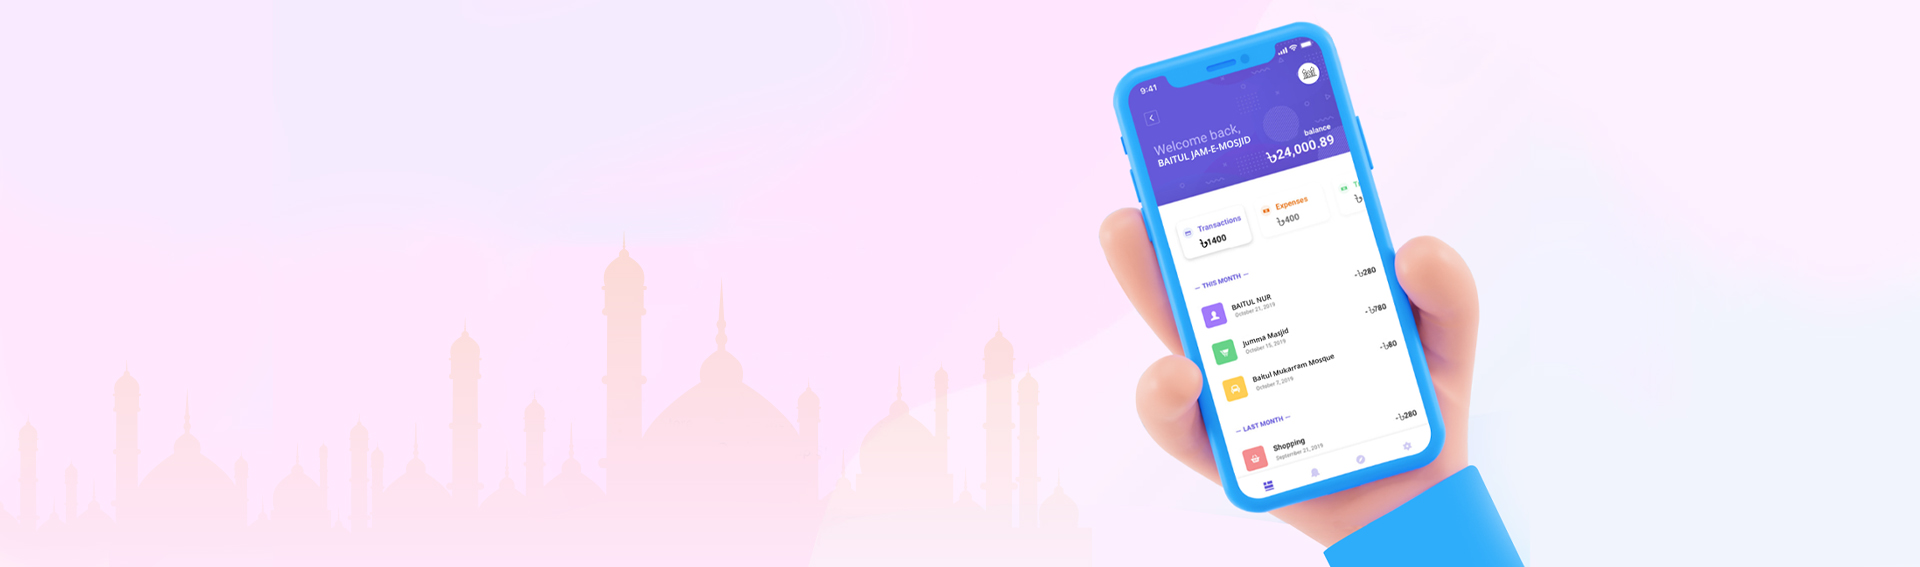 9:41
Welcome back,
BAITUL JAM-E-MOSJID
balance
৳24,000.89
Transactions
৳1400
Expenses
৳400
৳
— THIS MONTH —
-৳280
BAITUL NUR
October 21, 2019
-৳780
Jumma Masjid
October 15, 2019
-৳80
Baitul Mukarram Mosque
October 7, 2019
— LAST MONTH —
-৳280
Shopping
September 21, 2019